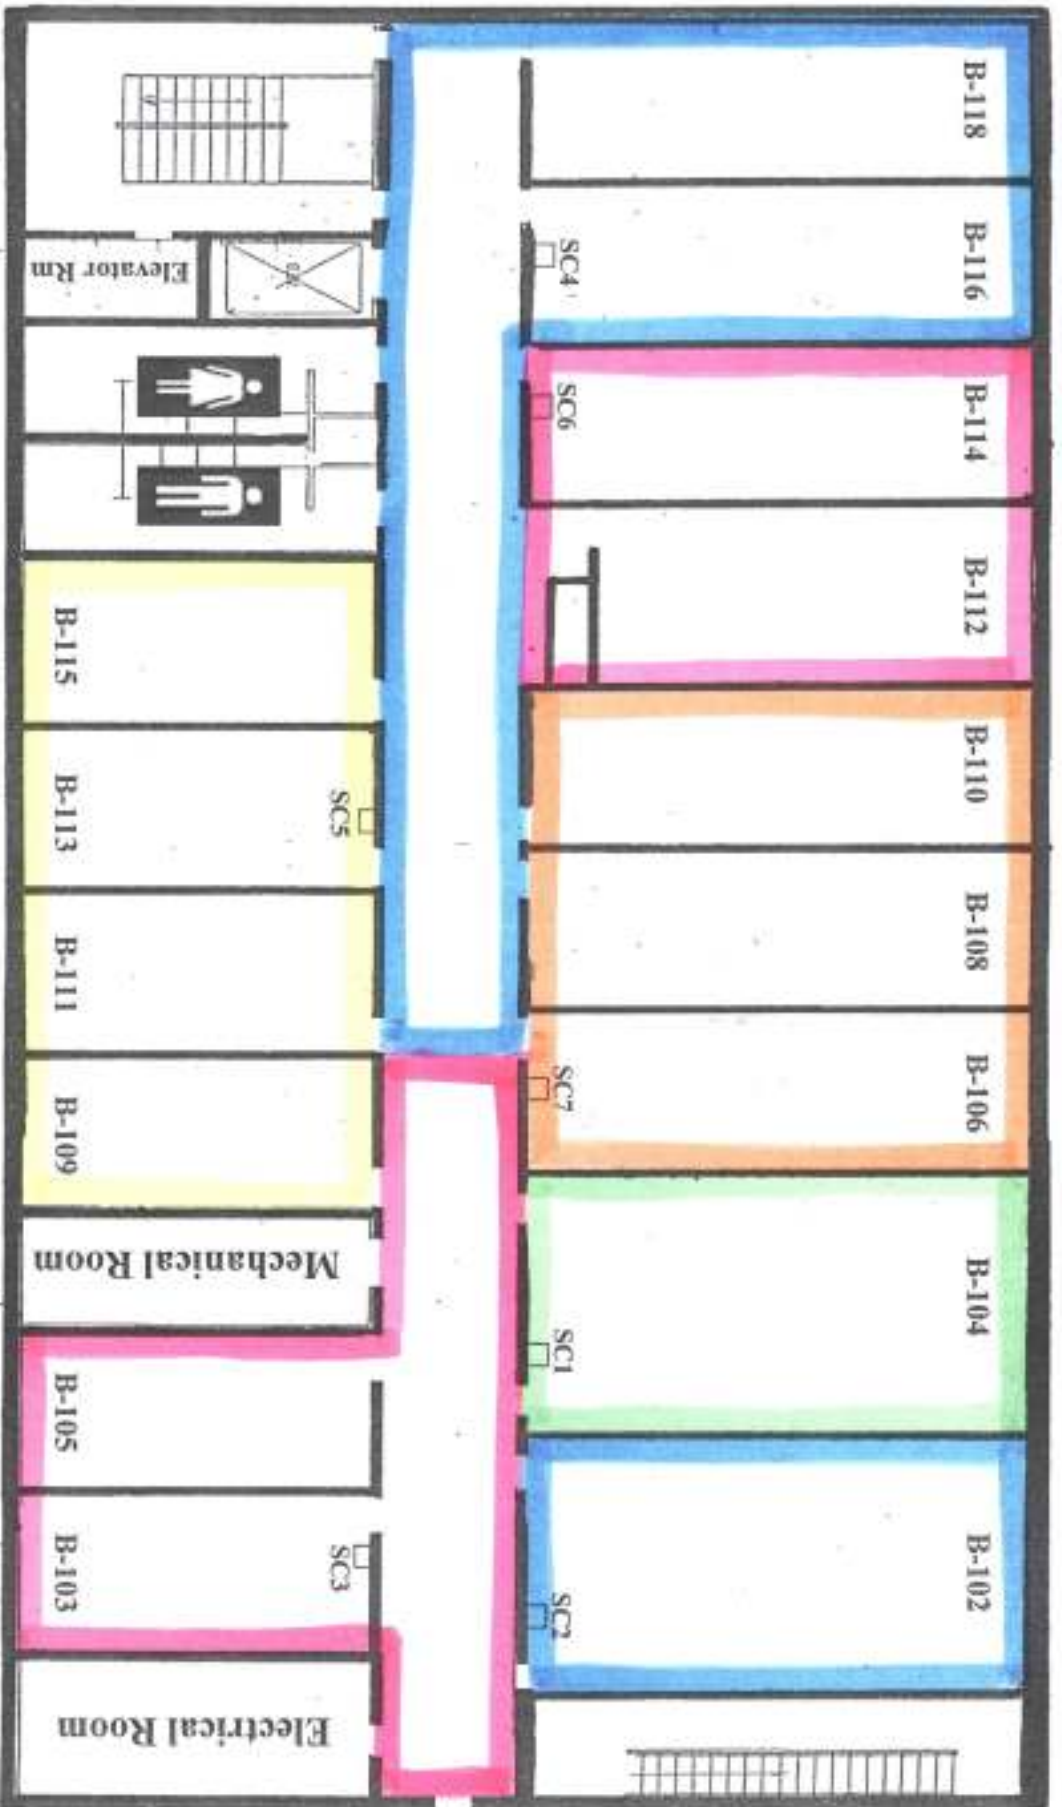 B-118
B-116
SC4
Elevator Rm
SC6
B-114
B-112
B-115
B-110
B-113
SC5
B-108
B-111
B-106
SC7
B-109
Mechanical Room
B-104
SC1
B-105
B-102
B-103
SC3
SC2
Electrical Room